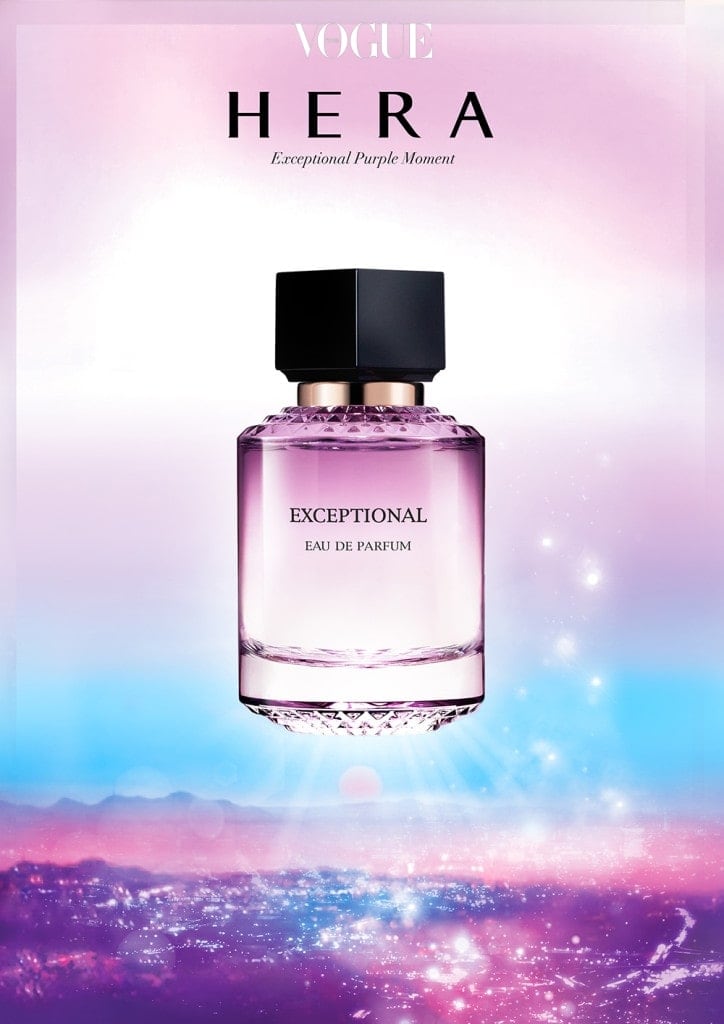 VOGUE
HERA
Exceptional Purple Moment
EXCEPTIONAL
EAU DE PARFUM